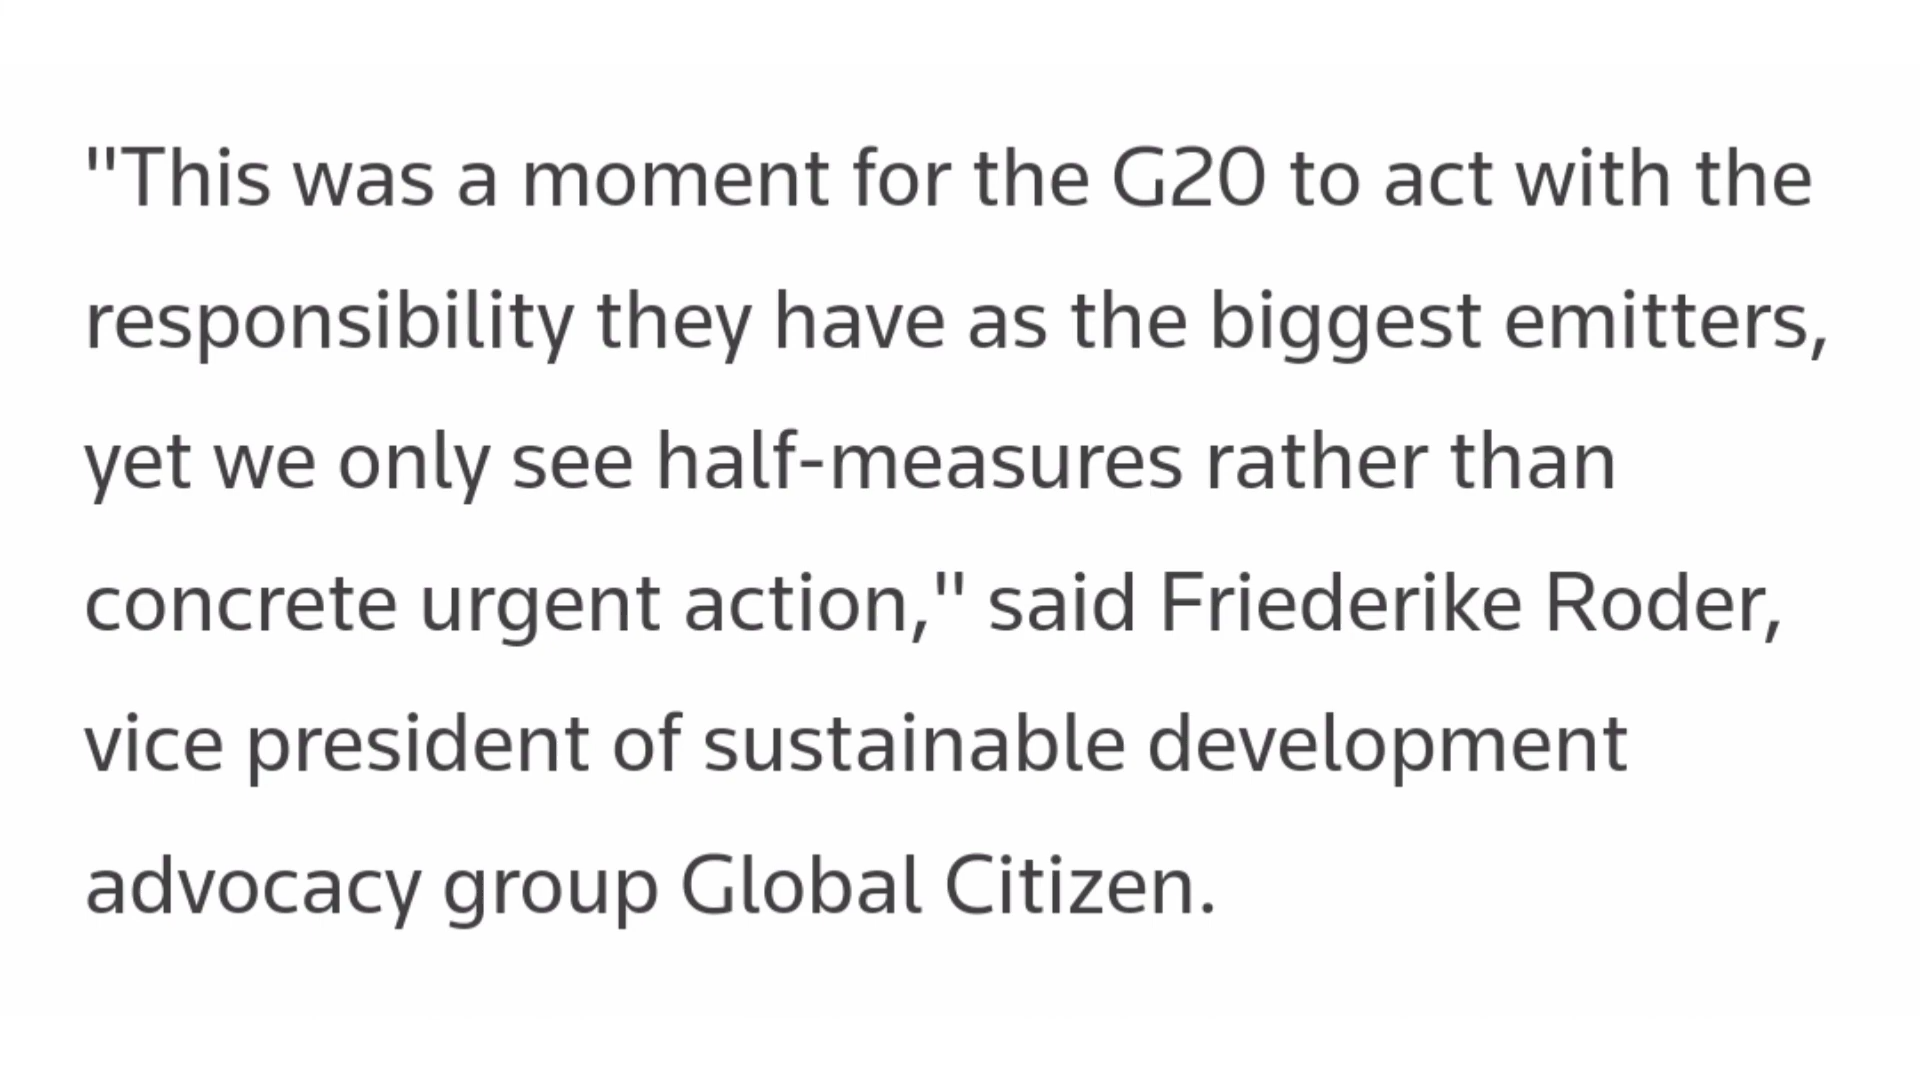 "This was a moment for the G20 to act with the
responsibility they have as the biggest emitters,
yet we only see half-measures rather than
concrete urgent action," said Friederike Roder,
vice president of sustainable development
advocacy group Global Citizen.